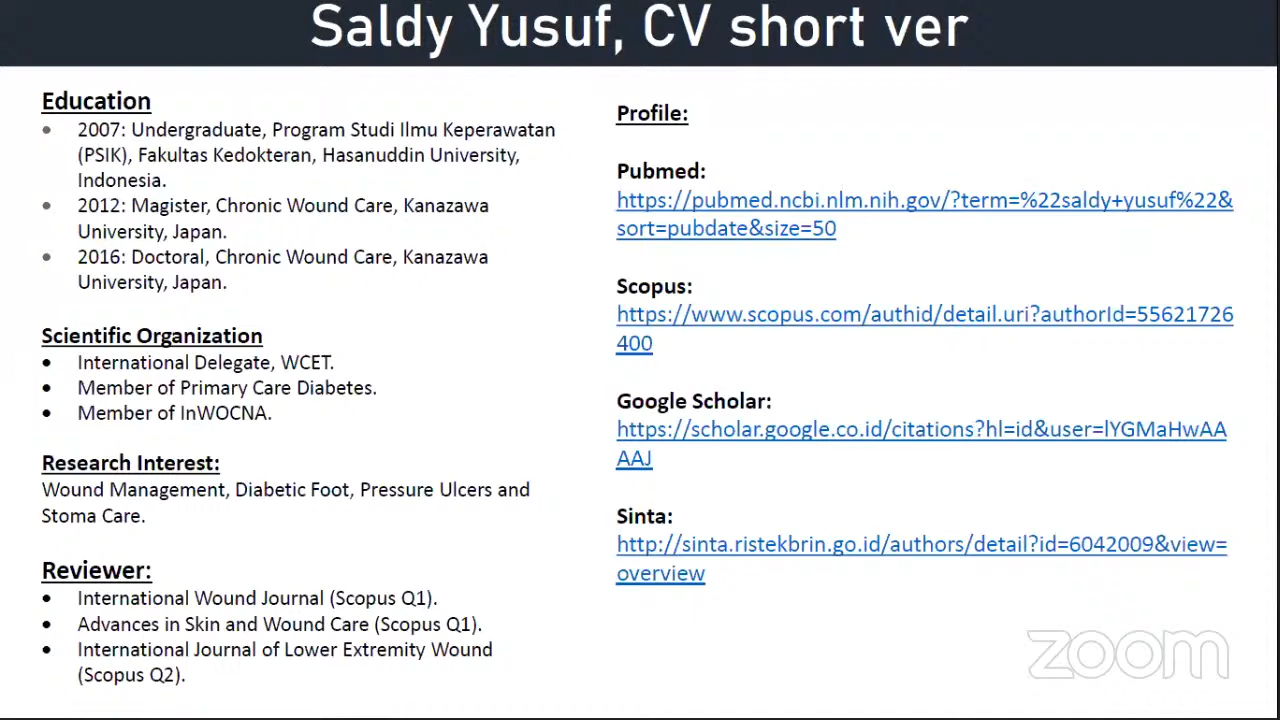 Saldy Yusuf, CV short ver
Education
• 2007: Undergraduate, Program Studi Ilmu Keperawatan
(PSIK), Fakultas Kedokteran, Hasanuddin University,
Indonesia.
• 2012: Magister, Chronic Wound Care, Kanazawa
University, Japan.
• 2016: Doctoral, Chronic Wound Care, Kanazawa
University, Japan.
Scientific Organization
• International Delegate, WCET.
• Member of Primary Care Diabetes.
• Member of InWOCNA.
Research Interest:
Wound Management, Diabetic Foot, Pressure Ulcers and
Stoma Care.
Reviewer:
• International Wound Journal (Scopus Q1).
• Advances in Skin and Wound Care (Scopus Q1).
• International Journal of Lower Extremity Wound
(Scopus Q2).
Profile:
Pubmed:
https://pubmed.ncbi.nlm.nih.gov/?term=%22saldy+yusuf%22&
sort=pubdate&size=50
Scopus:
https://www.scopus.com/authid/detail.uri?authorId=55621726
400
Google Scholar:
https://scholar.google.co.id/citations?hl=id&user=lYGMaHwAA
AAJ
Sinta:
http://sinta.ristekbrin.go.id/authors/detail?id=6042009&view=
overview
zoom